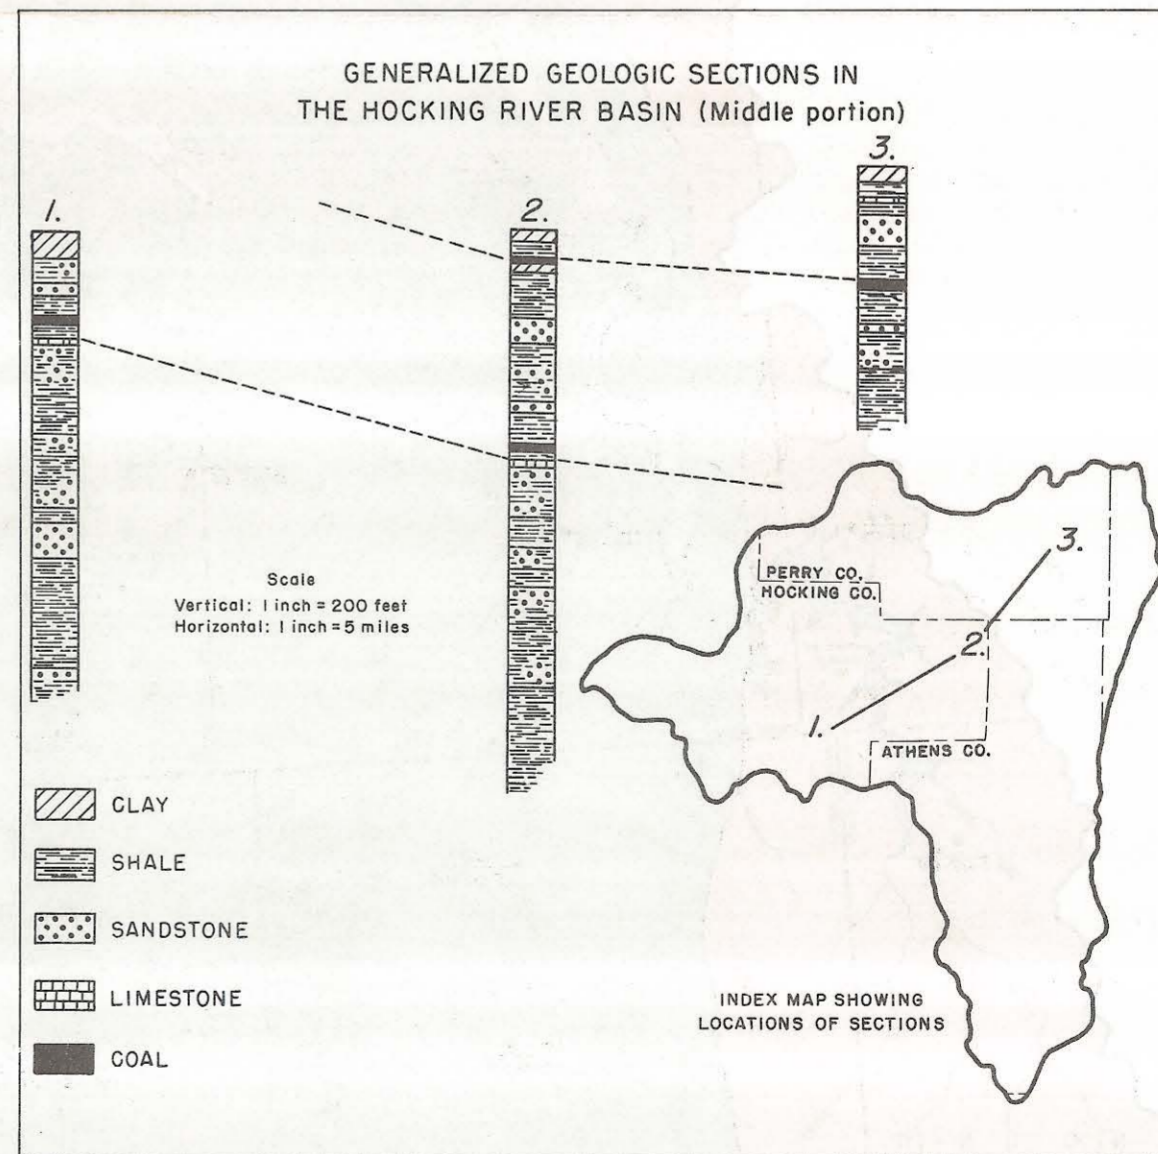 GENERALIZED GEOLOGIC SECTIONS IN
THE HOCKING RIVER BASIN (Middle portion)
1.
2.
3.
Scale
Vertical: 1 inch = 200 feet
Horizontal: 1 inch = 5 miles
CLAY
SHALE
SANDSTONE
LIMESTONE
COAL
PERRY CO.
HOCKING CO.
3.
2.
1.
ATHENS CO.
INDEX MAP SHOWING
LOCATIONS OF SECTIONS